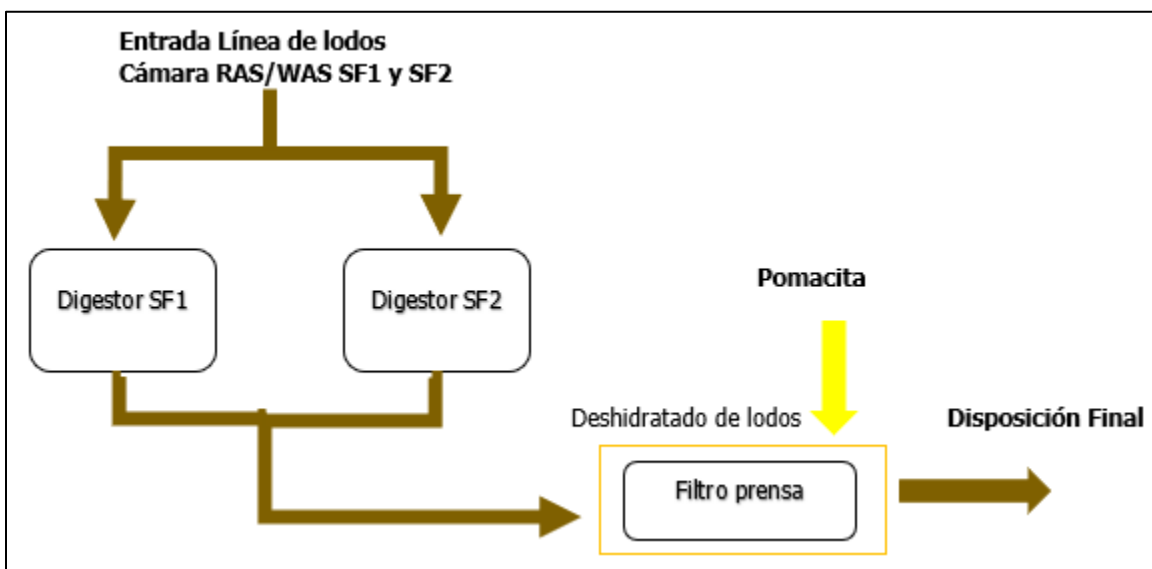 Entrada Línea de lodos
Cámara RAS/WAS SF1 y SF2
Digestor SF1
Digestor SF2
Pomacita
Deshidratado de lodos
Disposición Final
Filtro prensa